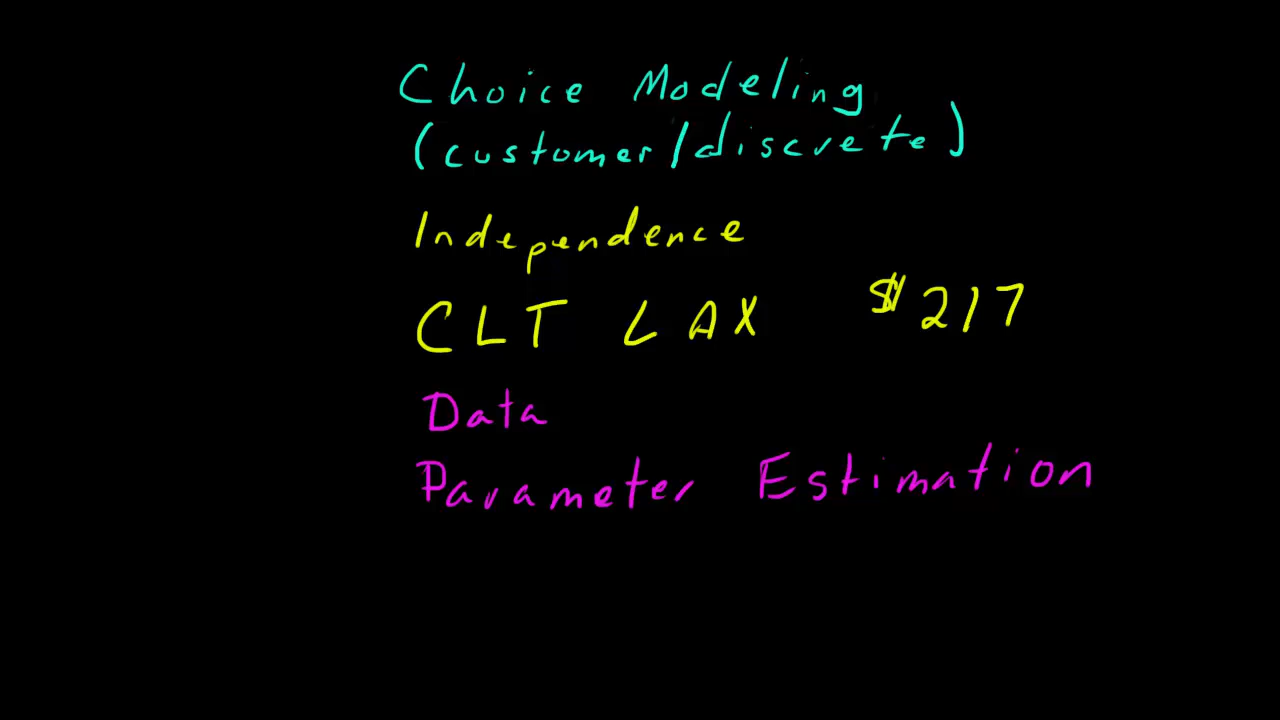 Choice Modeling
(customer/discrete)
Independence
CLT LAX $217
Data
Parameter Estimation